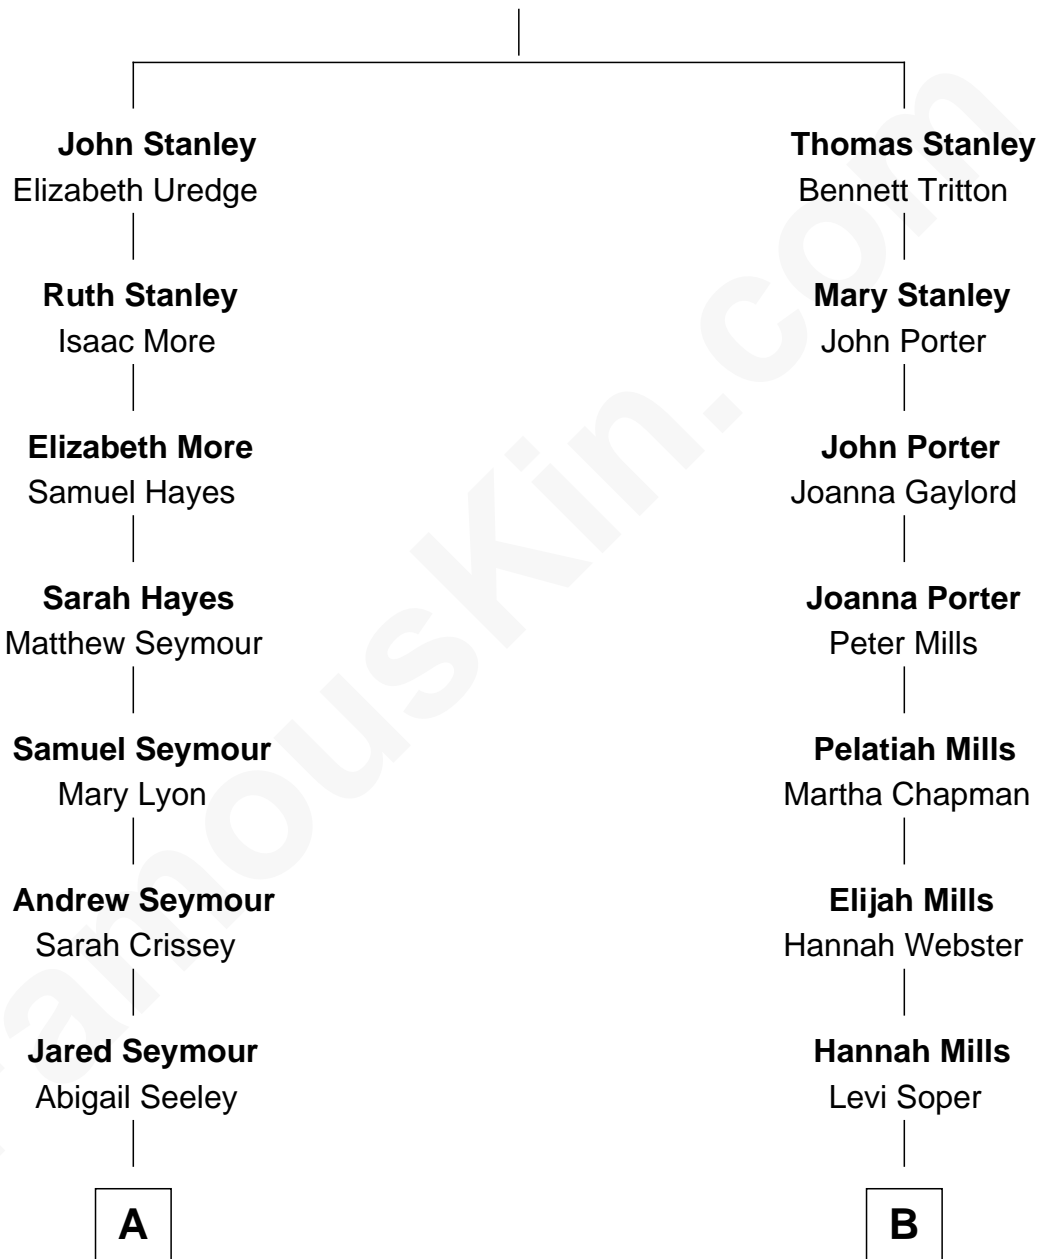 John Stanley
Elizabeth Uredge
Ruth Stanley
Isaac More
Elizabeth More
Samuel Hayes
Sarah Hayes
Matthew Seymour
Samuel Seymour
Mary Lyon
Andrew Seymour
Sarah Crissey
Jared Seymour
Abigail Seeley
A
Thomas Stanley
Bennett Tritton
Mary Stanley
John Porter
John Porter
Joanna Gaylord
Joanna Porter
Peter Mills
Pelatiah Mills
Martha Chapman
Elijah Mills
Hannah Webster
Hannah Mills
Levi Soper
B
FamousKin.com